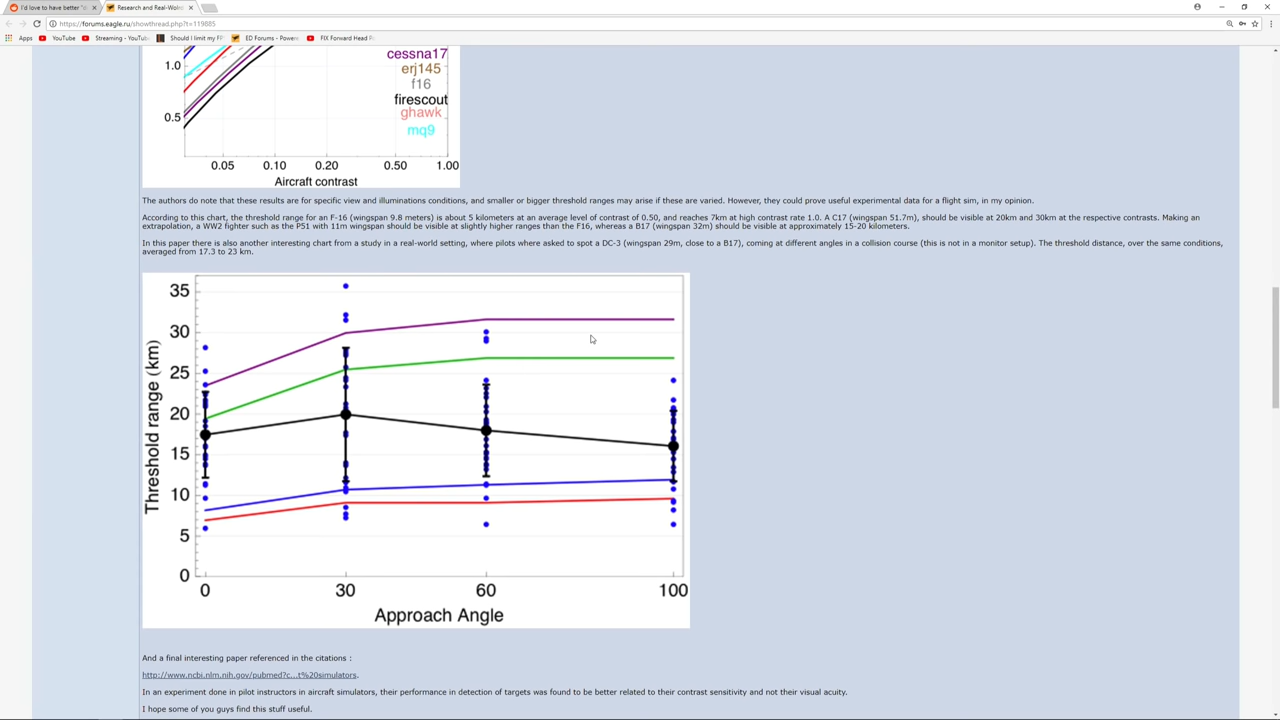 I'd love to have better "d
Research and Real-World
https://forums.eagle.ru/showthread.php?t=119885
Apps YouTube Streaming - YouTub Should I limit my FP ED Forums - Powere FIX Forward Head P
1.0
0.5
cessna17
erj145
f16
firescout
ghawk
mq9
0.05 0.10 0.20 0.50 1.00
Aircraft contrast
The authors do note that these results are for specific view and illuminations conditions, and smaller or bigger threshold ranges may arise if these are varied. However, they could prove useful experimental data for a flight sim, in my opinion.
According to this chart, the threshold range for an F-16 (wingspan 9.8 meters) is about 5 kilometers at an average level of contrast of 0.50, and reaches 7km at high contrast rate 1.0. A C17 (wingspan 51.7m), should be visible at 20km and 30km at the respective contrasts. Making an
extrapolation, a WW2 fighter such as the P51 with 11m wingspan should be visible at slightly higher ranges than the F16, whereas a B17 (wingspan 32m) should be visible at approximately 15-20 kilometers.
In this paper there is also another interesting chart from a study in a real-world setting, where pilots where asked to spot a DC-3 (wingspan 29m, close to a B17), coming at different angles in a collision course (this is not in a monitor setup). The threshold distance, over the same conditions,
averaged from 17.3 to 23 km.
Threshold range (km)
35
30
25
20
15
10
5
0
0 30 60 100
Approach Angle
And a final interesting paper referenced in the citations :
http://www.ncbi.nlm.nih.gov/pubmed?c...t%20simulators.
In an experiment done in pilot instructors in aircraft simulators, their performance in detection of targets was found to be better related to their contrast sensitivity and not their visual acuity.
I hope some of you guys find this stuff useful.